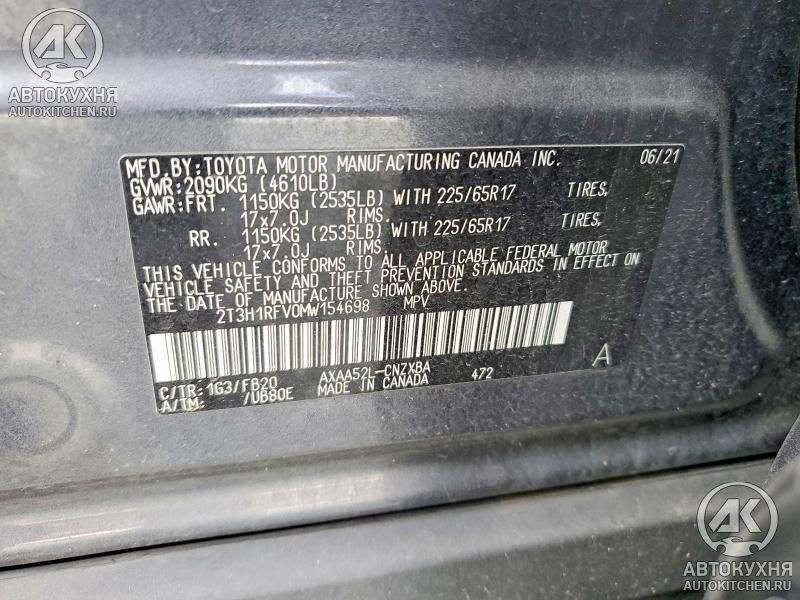 AK
АВТОКУХНЯ
AUTOKITCHEN.RU
MFD.BY:TOYOTA MOTOR MANUFACTURING CANADA INC. 06/21
GVWR:2090KG (4610LB)
GAWR:FRT. 1150KG (2535LB) WITH 225/65R17 TIRES,
17x7.0J RIMS.
RR. 1150KG (2535LB) WITH 225/65R17 TIRES,
17x7.0J RIMS.
THIS VEHICLE CONFORMS TO ALL APPLICABLE FEDERAL MOTOR
VEHICLE SAFETY AND THEFT PREVENTION STANDARDS IN EFFECT ON
THE DATE OF MANUFACTURE SHOWN ABOVE.
2T3H1RFV0MW154698 MPV
A
C/TR:1G3/FB20 AXAA52L-CNZXBA 472
A/TM: /UB80E MADE IN CANADA
AK
АВТОКУХНЯ
AUTOKITCHEN.RU